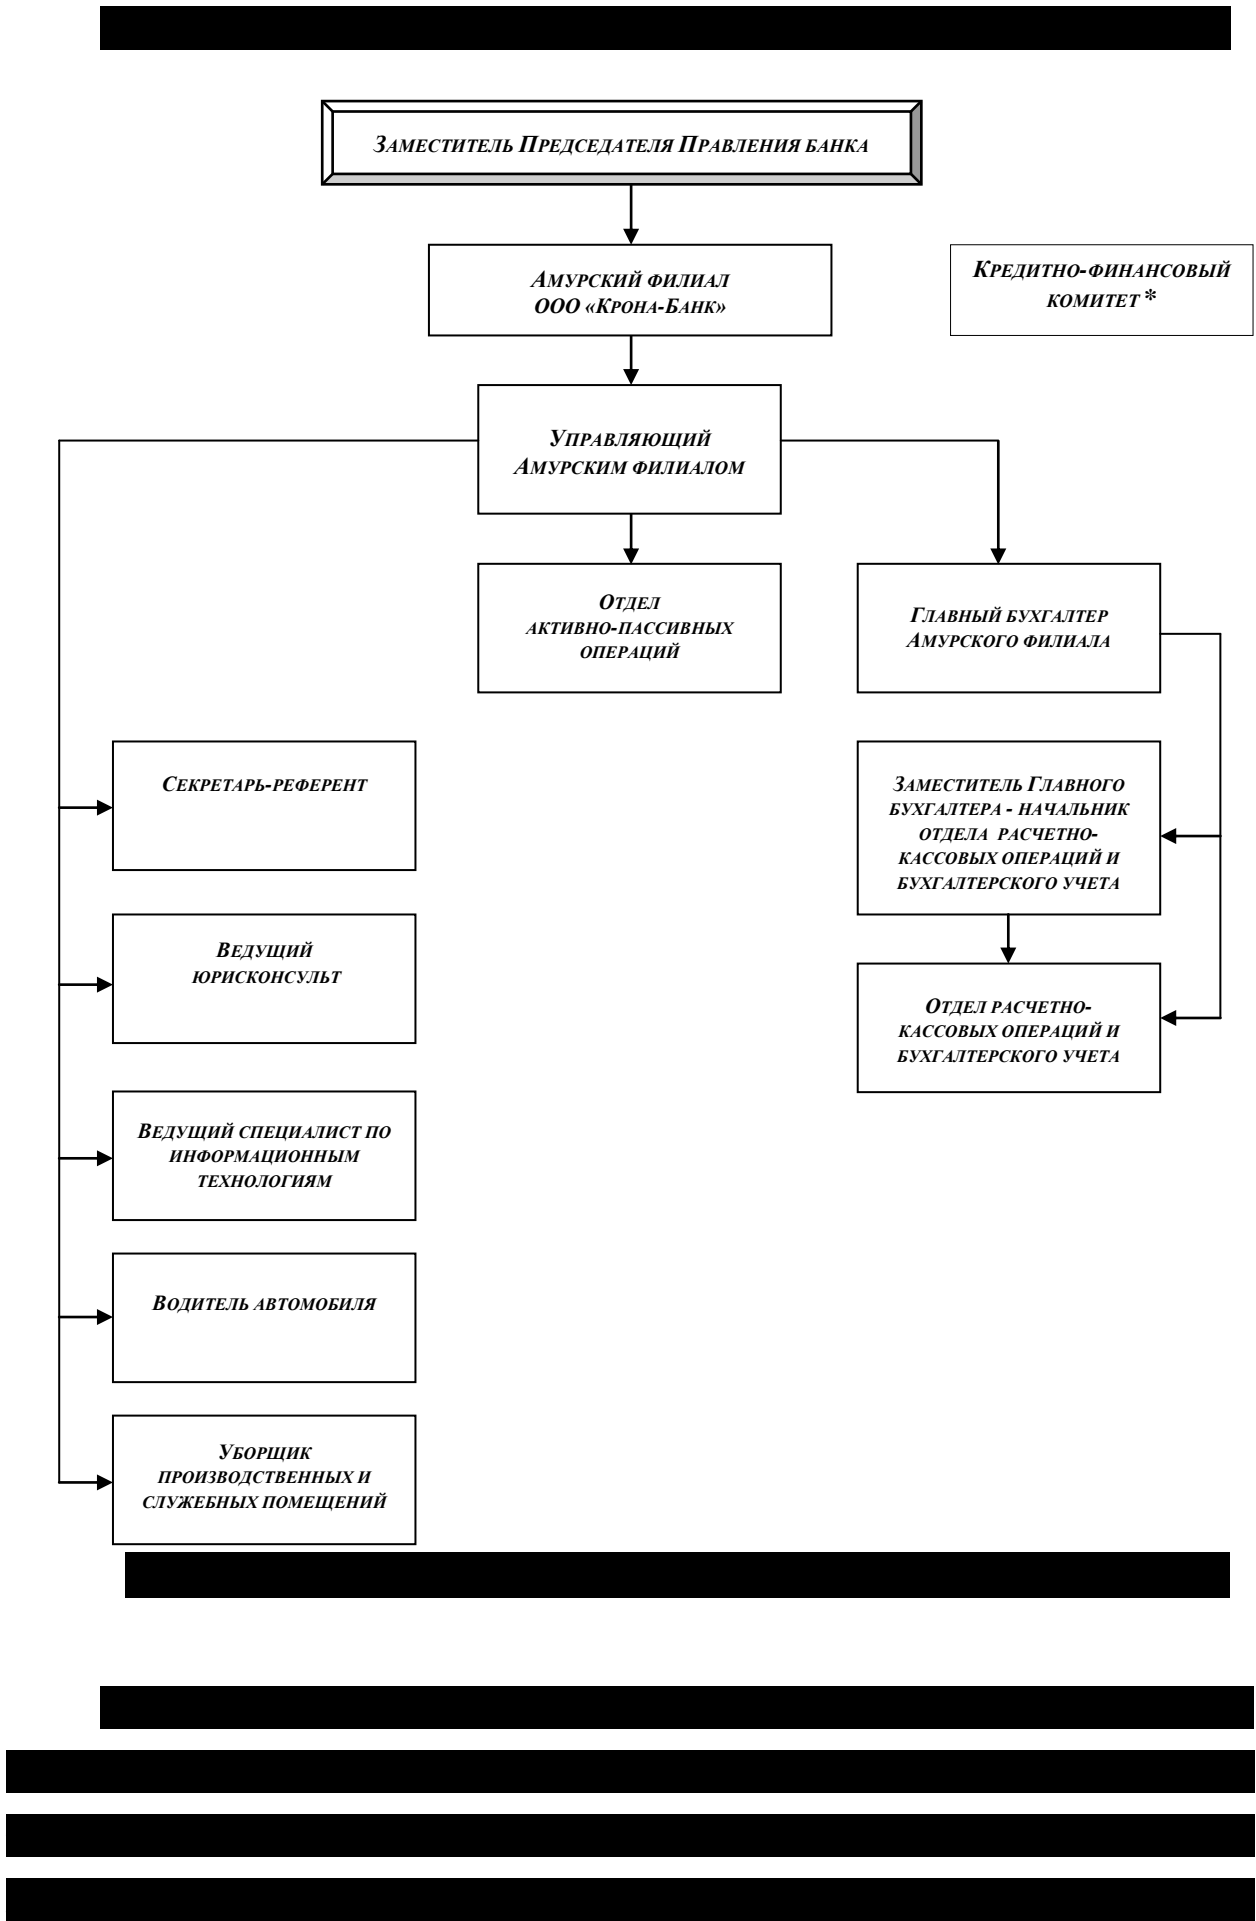 Заместитель Председателя Правления банка
Амурский филиал
ООО «Крона-Банк»
Кредитно-финансовый
комитет *
Управляющий
Амурским филиалом
Отдел
активно-пассивных
операций
Главный бухгалтер
Амурского филиала
Секретарь-референт
Заместитель Главного
бухгалтера - начальник
отдела расчетно-
кассовых операций и
бухгалтерского учета
Ведущий
юрисконсульт
Отдел расчетно-
кассовых операций и
бухгалтерского учета
Ведущий специалист по
информационным
технологиям
Водитель автомобиля
Уборщик
производственных и
служебных помещений